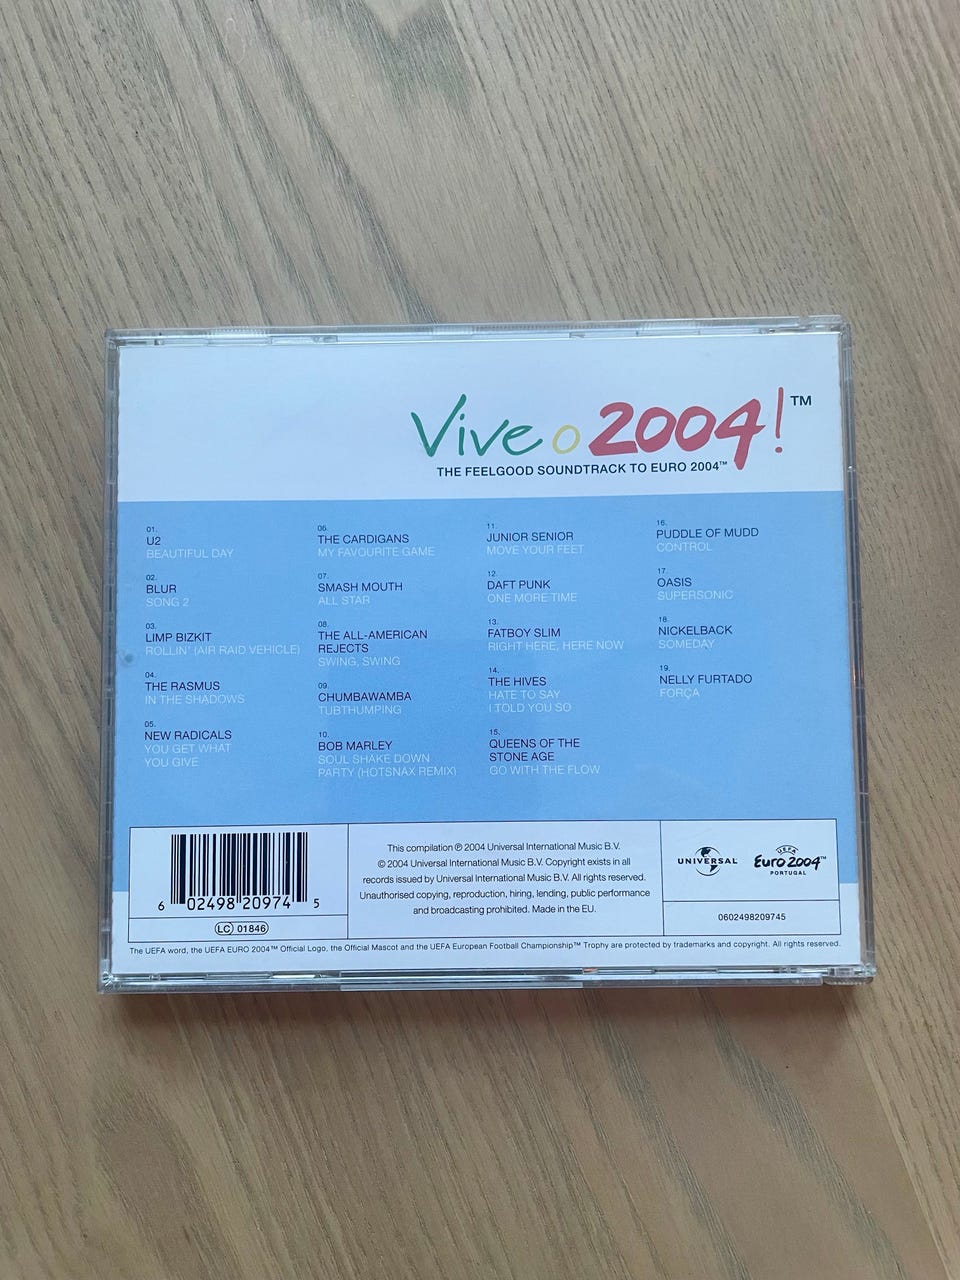 Vive o 2004!™
THE FEELGOOD SOUNDTRACK TO EURO 2004™
01.
U2
BEAUTIFUL DAY
02.
BLUR
SONG 2
03.
LIMP BIZKIT
ROLLIN' (AIR RAID VEHICLE)
04.
THE RASMUS
IN THE SHADOWS
05.
NEW RADICALS
YOU GET WHAT
YOU GIVE
06.
THE CARDIGANS
MY FAVOURITE GAME
07.
SMASH MOUTH
ALL STAR
08.
THE ALL-AMERICAN
REJECTS
SWING, SWING
09.
CHUMBAWAMBA
TUBTHUMPING
10.
BOB MARLEY
SOUL SHAKE DOWN
PARTY (HOTSNAX REMIX)
11.
JUNIOR SENIOR
MOVE YOUR FEET
12.
DAFT PUNK
ONE MORE TIME
13.
FATBOY SLIM
RIGHT HERE, HERE NOW
14.
THE HIVES
HATE TO SAY
I TOLD YOU SO
15.
QUEENS OF THE
STONE AGE
GO WITH THE FLOW
16.
PUDDLE OF MUDD
CONTROL
17.
OASIS
SUPERSONIC
18.
NICKELBACK
SOMEDAY
19.
NELLY FURTADO
FORÇA
6 02498 20974 5
LC 01846
This compilation ℗ 2004 Universal International Music B.V.
© 2004 Universal International Music B.V. Copyright exists in all
records issued by Universal International Music B.V. All rights reserved.
Unauthorised copying, reproduction, hiring, lending, public performance
and broadcasting prohibited. Made in the EU.
UNIVERSAL
UEFA
Euro2004™
PORTUGAL
0602498209745
The UEFA word, the UEFA EURO 2004™ Official Logo, the Official Mascot and the UEFA European Football Championship™ Trophy are protected by trademarks and copyright. All rights reserved.